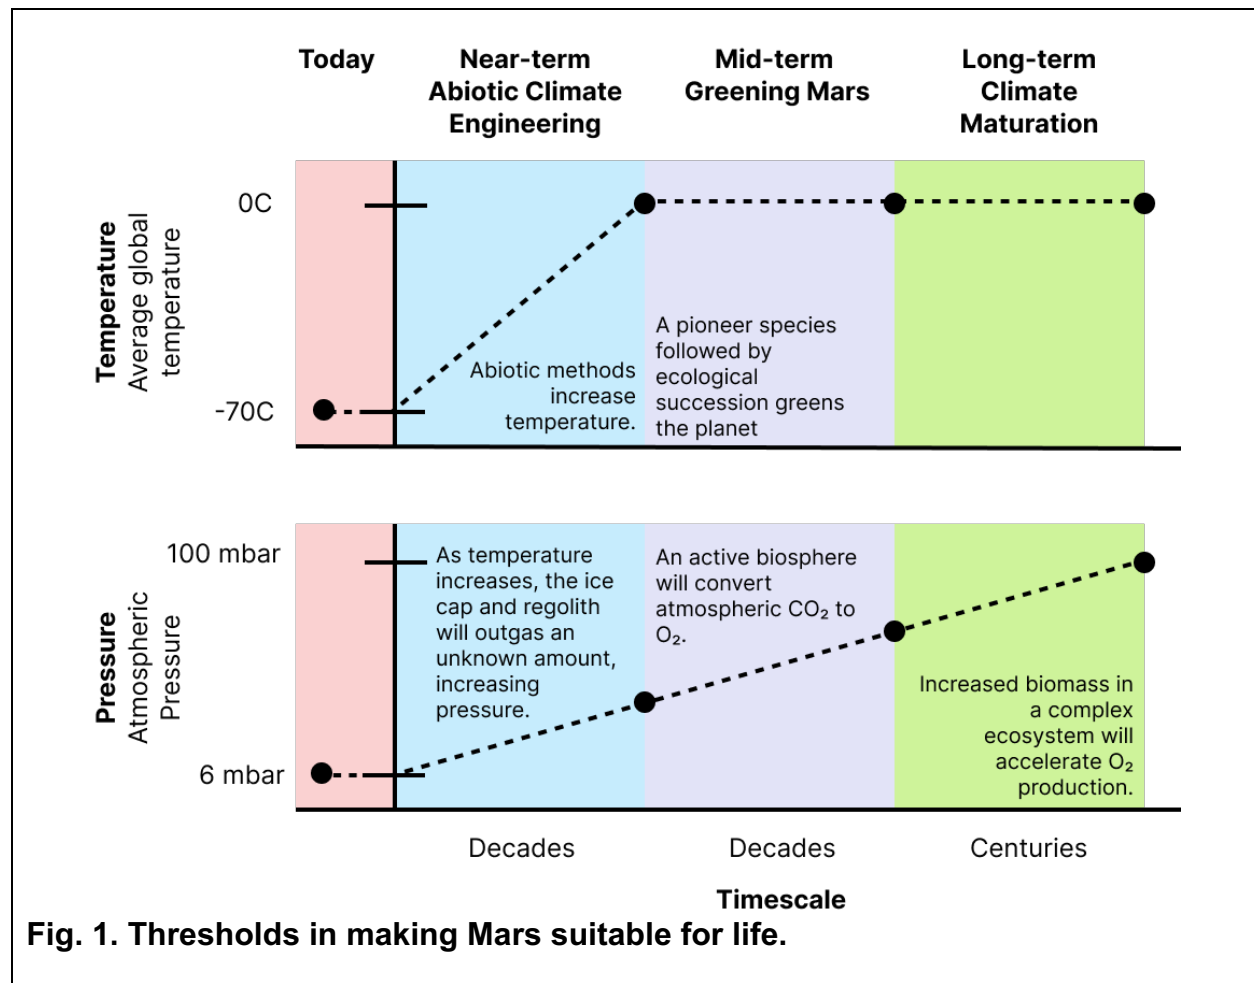 Today
Near-term
Abiotic Climate
Engineering
Mid-term
Greening Mars
Long-term
Climate
Maturation
Temperature
Average global
temperature
0C
-70C
Abiotic methods
increase
temperature.
A pioneer species
followed by
ecological
succession greens
the planet
Pressure
Atmospheric
Pressure
100 mbar
6 mbar
As temperature
increases, the ice
cap and regolith
will outgas an
unknown amount,
increasing
pressure.
An active biosphere
will convert
atmospheric CO₂ to
O₂.
Increased biomass in
a complex
ecosystem will
accelerate O₂
production.
Decades
Decades
Centuries
Timescale
Fig. 1. Thresholds in making Mars suitable for life.